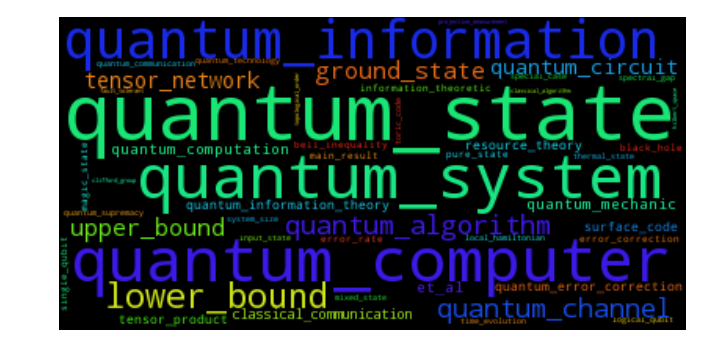 projective_measurement
quantum_information
quantum_communication
quantum_technology
quantum_circuit
tensor_network
ground_state
special_case
spectral_gap
fault_tolerant
information_theoretic
classical_algorithm
topological_order
hilbert_space
quantum_state
toric_code
bell_inequality
resource_theory
black_hole
quantum_computation
main_result
pure_state
thermal_state
magic_state
clifford_group
quantum_system
quantum_information_theory
quantum_mechanic
quantum_supremacy
system_size
upper_bound
quantum_algorithm
surface_code
input_state
error_rate
local_hamiltonian
error_correction
single_qubit
quantum_computer
lower_bound
et_al
quantum_error_correction
mixed_state
quantum_channel
tensor_product
classical_communication
time_evolution
logical_qubit